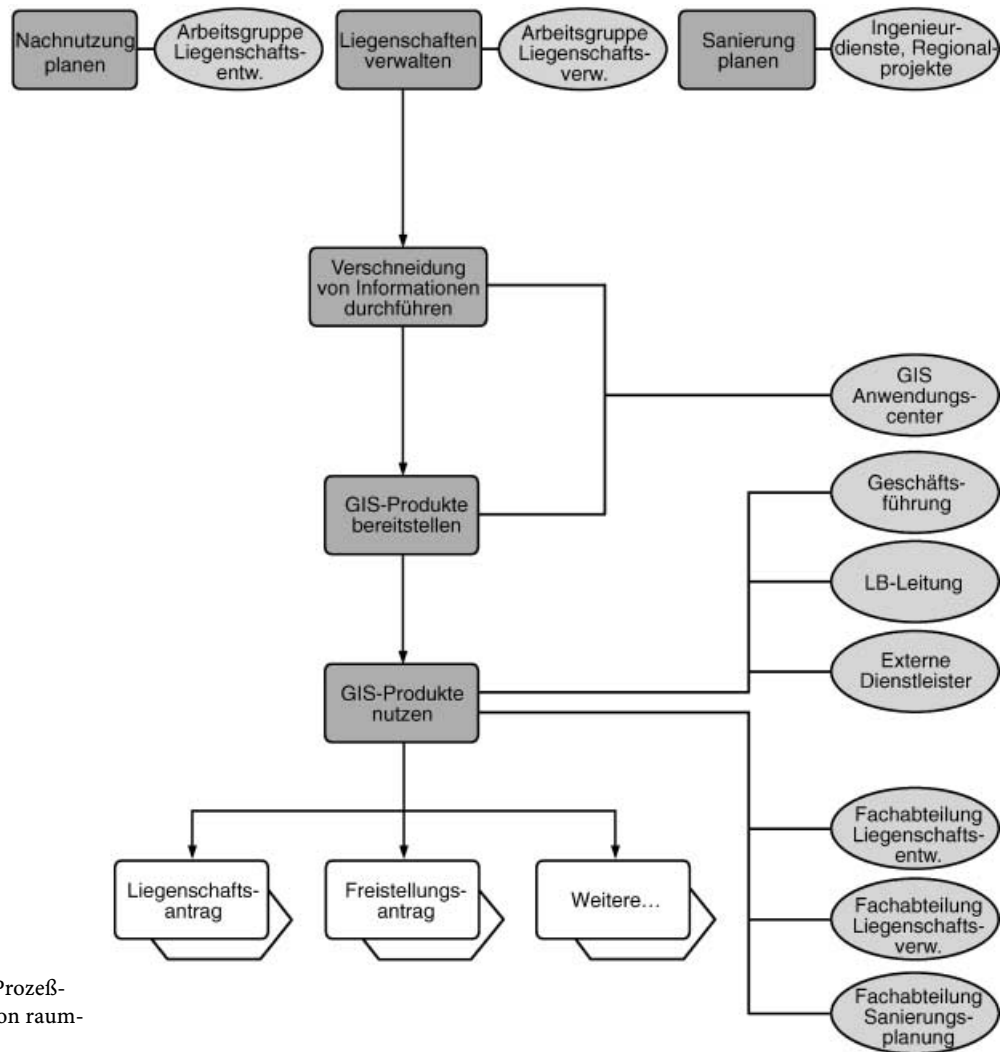 Nachnutzung
planen
Arbeitsgruppe
Liegenschafts-
entw.
Liegenschaften
verwalten
Arbeitsgruppe
Liegenschafts-
verw.
Sanierung
planen
Ingenieur-
dienste, Regional-
projekte
Verschneidung
von Informationen
durchführen
GIS
Anwendungs-
center
GIS-Produkte
bereitstellen
Geschäfts-
führung
LB-Leitung
Externe
Dienstleister
GIS-Produkte
nutzen
Fachabteilung
Liegenschafts-
entw.
Liegenschafts-
antrag
Freistellungs-
antrag
Weitere...
Fachabteilung
Liegenschafts-
verw.
Fachabteilung
Sanierungs-
planung
Prozeß-
on raum-